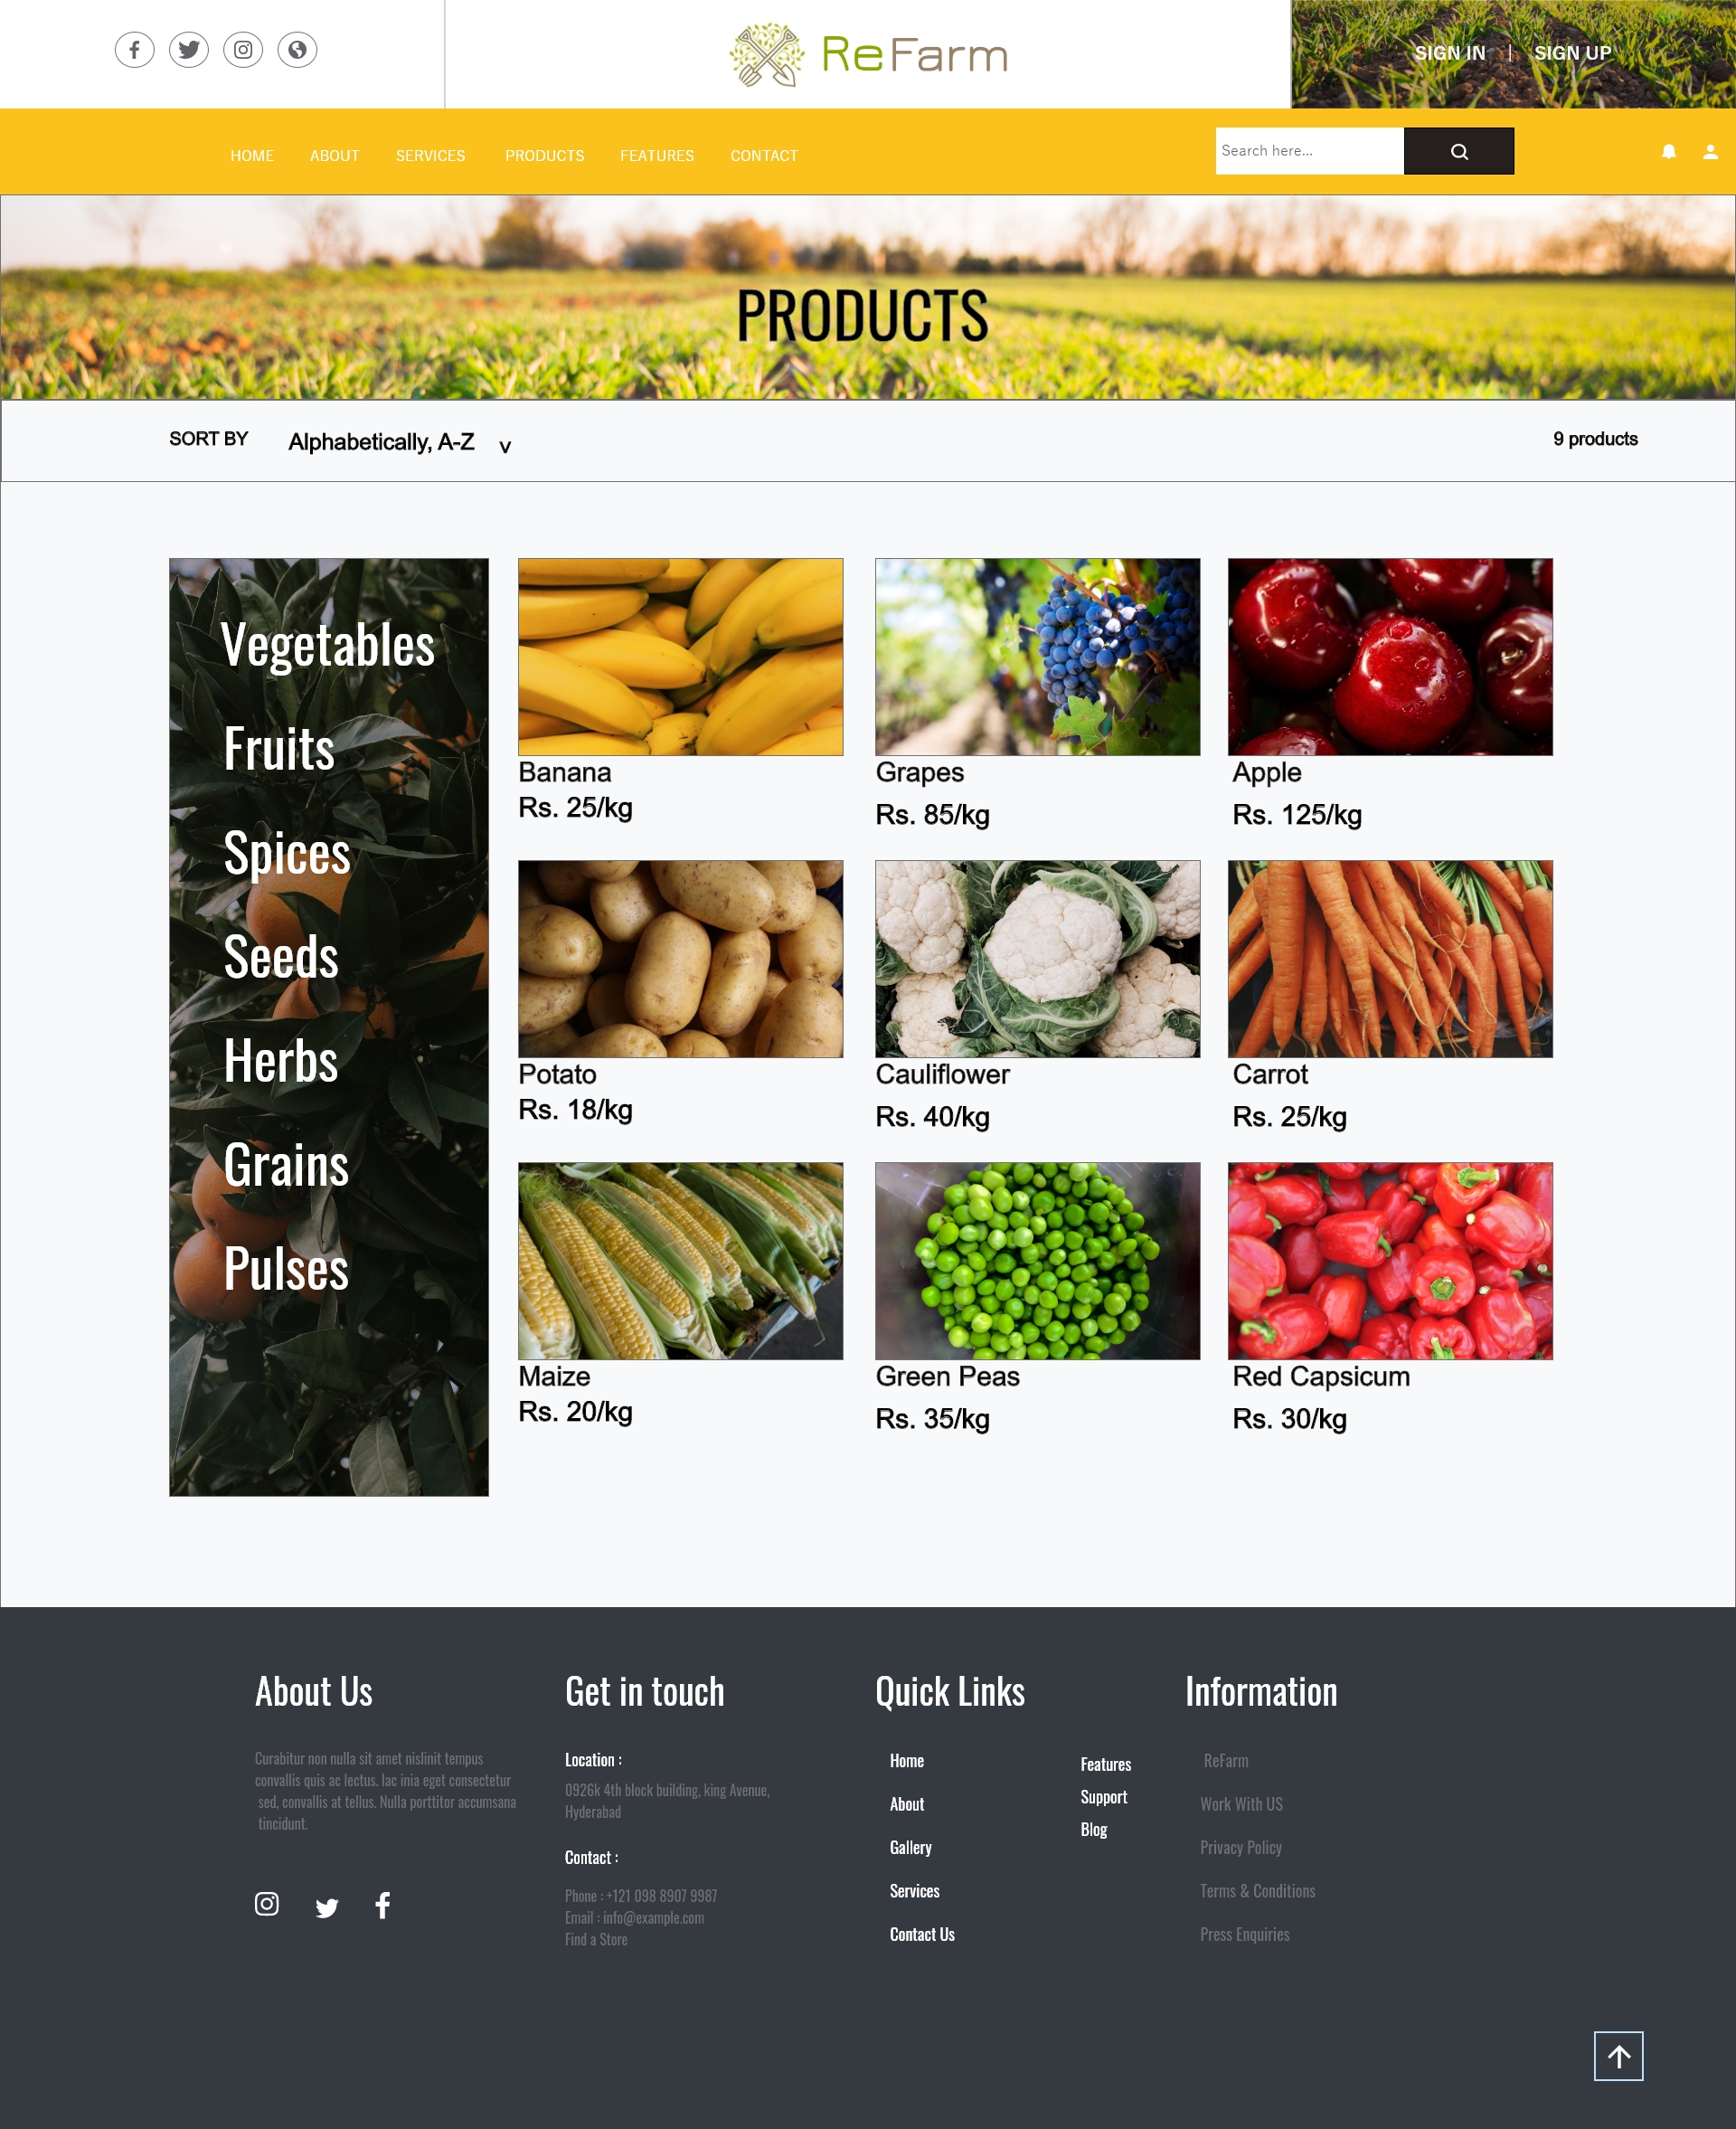 ReFarm
SIGN IN | SIGN UP
HOME ABOUT SERVICES PRODUCTS FEATURES CONTACT
Search here...
PRODUCTS
SORT BY Alphabetically, A-Z v 9 products
Vegetables
Fruits
Spices
Seeds
Herbs
Grains
Pulses
Banana
Rs. 25/kg
Grapes
Rs. 85/kg
Apple
Rs. 125/kg
Potato
Rs. 18/kg
Cauliflower
Rs. 40/kg
Carrot
Rs. 25/kg
Maize
Rs. 20/kg
Green Peas
Rs. 35/kg
Red Capsicum
Rs. 30/kg
About Us
Curabitur non nulla sit amet nislinit tempus
convallis quis ac lectus. lac inia eget consectetur
sed, convallis at tellus. Nulla porttitor accumsana
tincidunt.
Get in touch
Location :
0926k 4th block building, king Avenue,
Hyderabad
Contact :
Phone : +121 098 8907 9987
Email : info@example.com
Find a Store
Quick Links
Home
About
Gallery
Services
Contact Us
Features
Support
Blog
Information
ReFarm
Work With US
Privacy Policy
Terms & Conditions
Press Enquiries